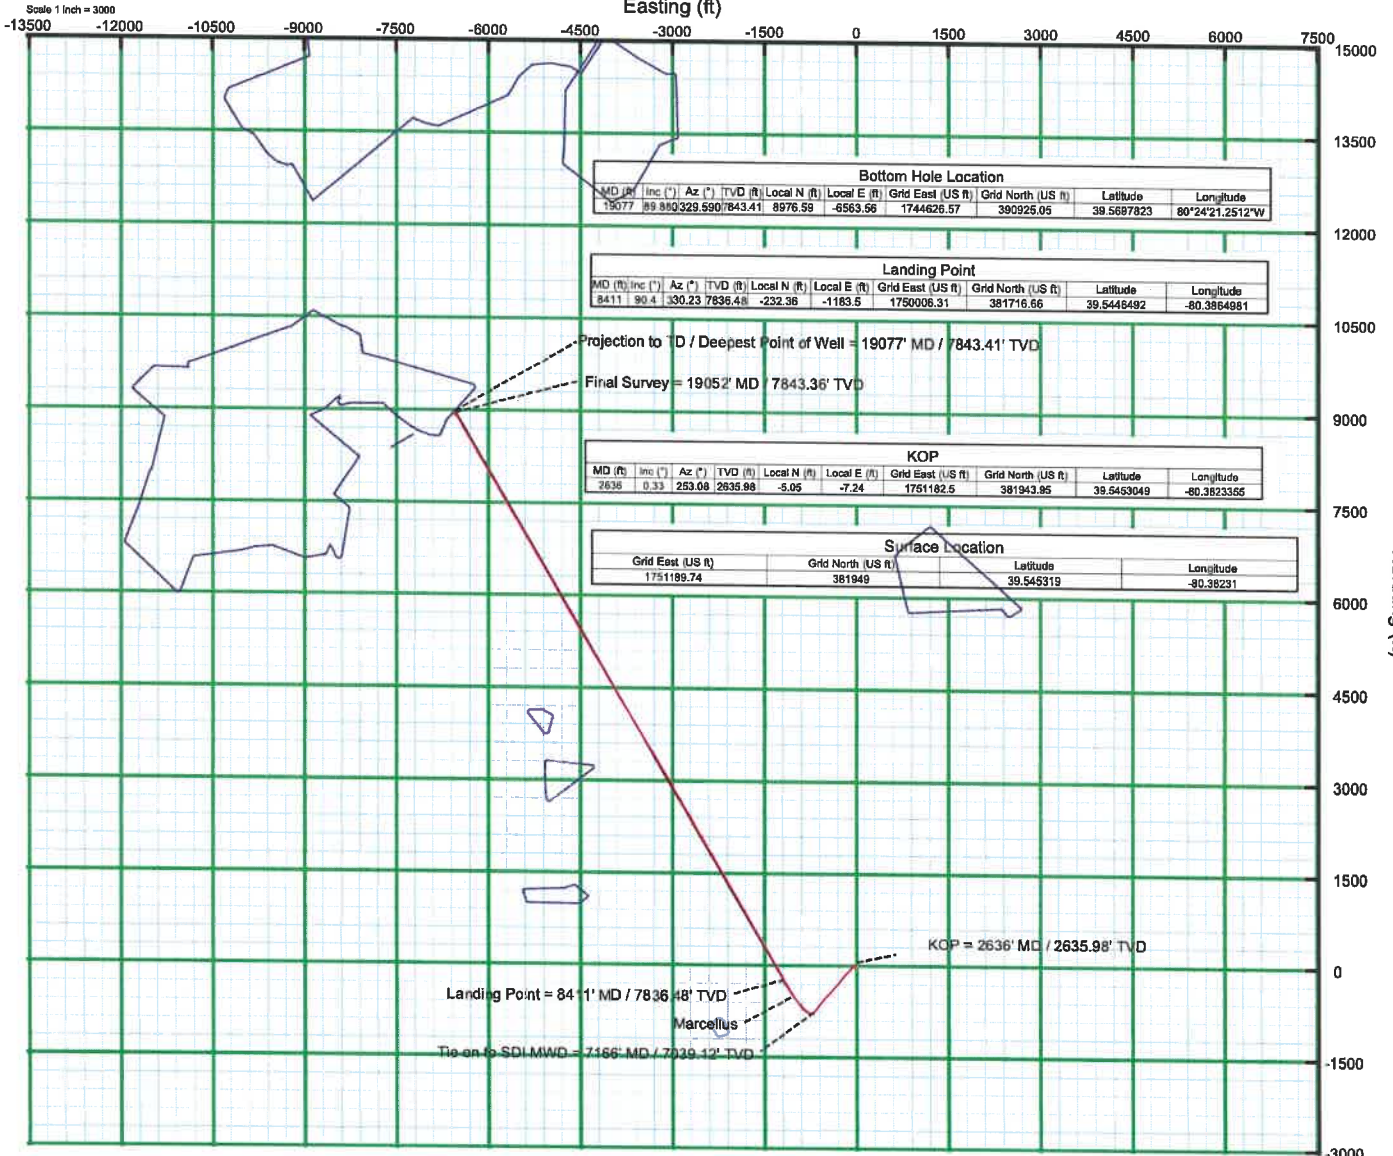 Scale 1 Inch = 3000
Easting (ft)
-13500 -12000 -10500 -9000 -7500 -6000 -4500 -3000 -1500 0 1500 3000 4500 6000 7500
15000
13500
Bottom Hole Location
MD (ft) Inc (°) Az (°) TVD (ft) Local N (ft) Local E (ft) Grid East (US ft) Grid North (US ft) Latitude Longitude
19077 89.880 329.590 7843.41 8976.59 -6563.56 1744626.57 390925.05 39.5697823 80°24'21.2512"W
12000
Landing Point
MD (ft) Inc (°) Az (°) TVD (ft) Local N (ft) Local E (ft) Grid East (US ft) Grid North (US ft) Latitude Longitude
8411 90.4 330.23 7836.48 -232.36 -1183.5 1750006.31 381716.66 39.5446492 -80.3864981
10500
Projection to TD / Deepest Point of Well = 19077' MD / 7843.41' TVD
Final Survey = 19052' MD / 7843.36' TVD
9000
KOP
MD (ft) Inc (°) Az (°) TVD (ft) Local N (ft) Local E (ft) Grid East (US ft) Grid North (US ft) Latitude Longitude
2636 0.33 253.08 2635.98 -5.05 -7.24 1751182.5 381943.95 39.5453049 -80.3823355
7500
Surface Location
Grid East (US ft) Grid North (US ft) Latitude Longitude
1751189.74 381949 39.545319 -80.38231
6000
4500
3000
1500
KOP = 2636' MD / 2635.98' TVD
0
Landing Point = 8411' MD / 7836.48' TVD
Marcellus
Tie on to SDI MWD = 7166' MD / 7039.12' TVD
-1500
-3000